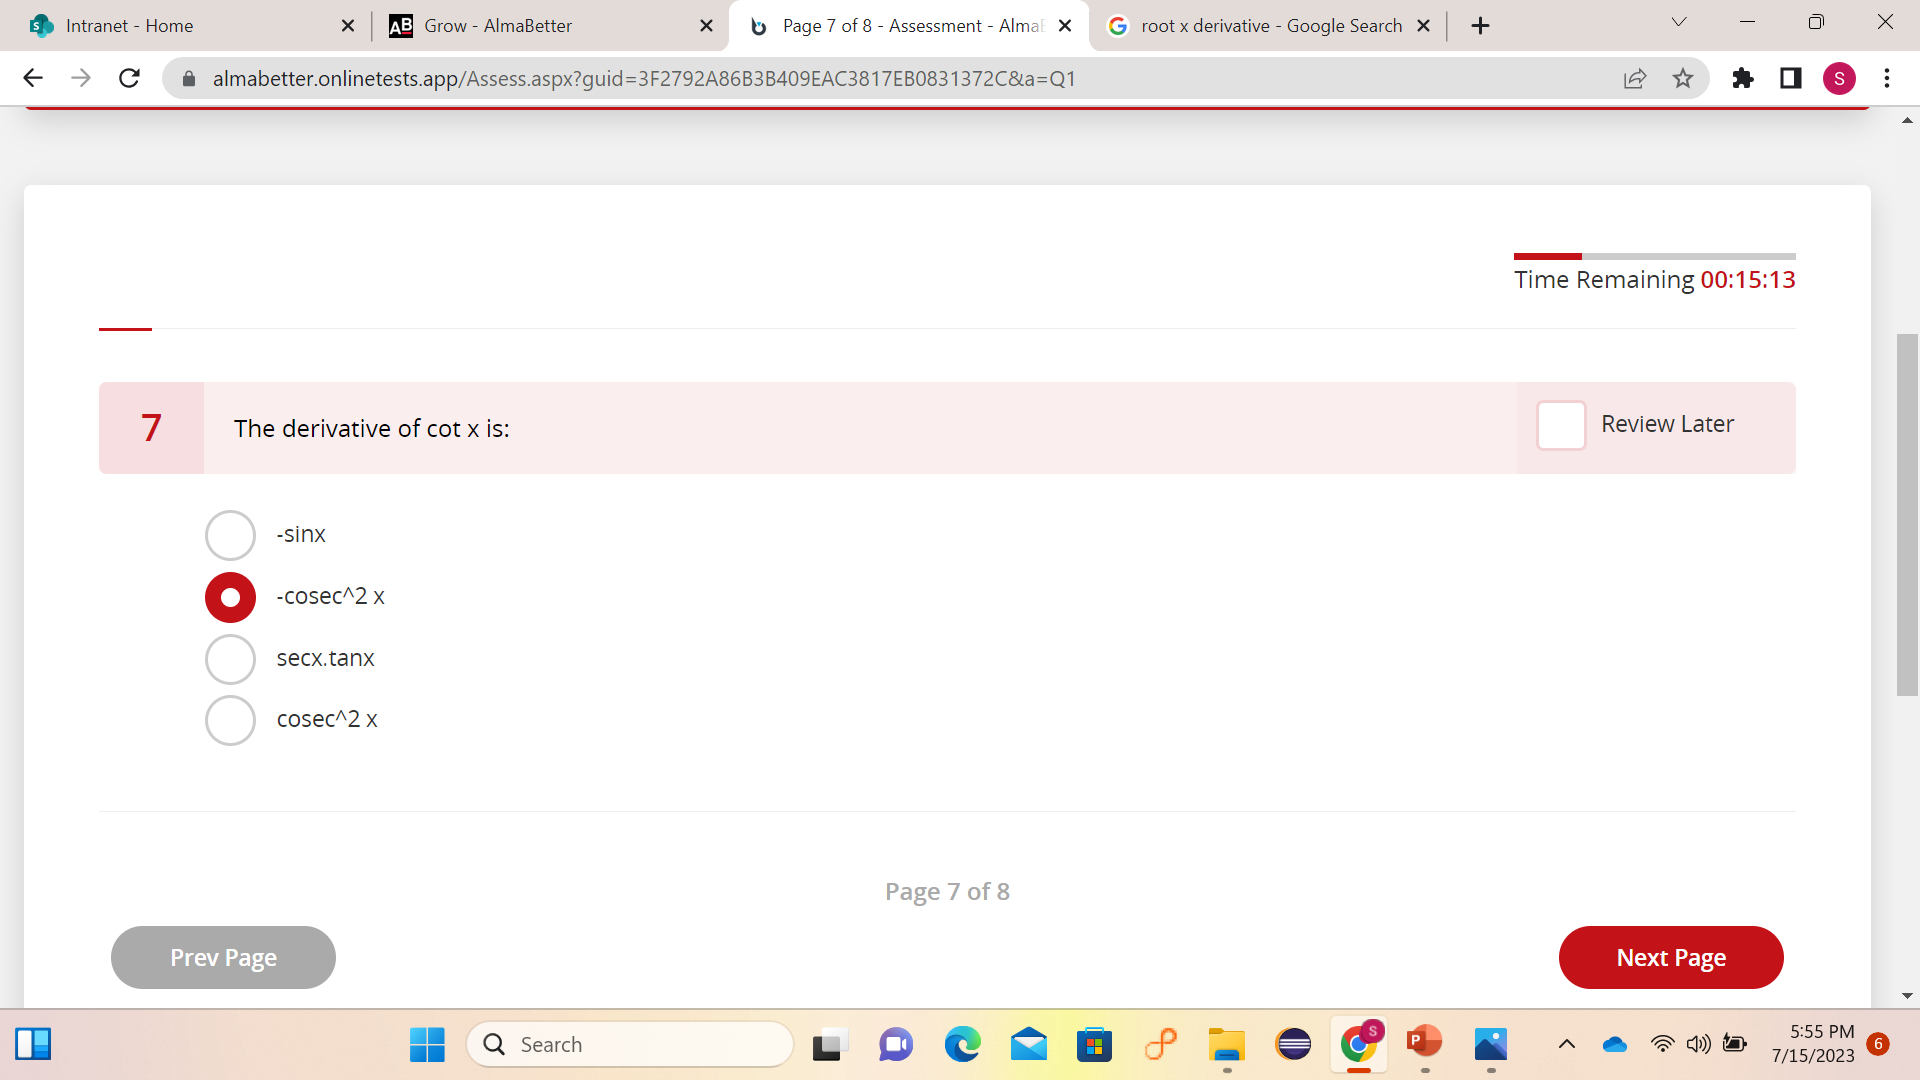 Intranet - Home
AB Grow - AlmaBetter
Page 7 of 8 - Assessment - Alma
root x derivative - Google Search
almabetter.onlinetests.app/Assess.aspx?guid=3F2792A86B3B409EAC3817EB0831372C&a=Q1
S
Time Remaining 00:15:13
7
The derivative of cot x is:
Review Later
-sinx
-cosec^2 x
secx.tanx
cosec^2 x
Page 7 of 8
Prev Page
Next Page
Search
S
P
5:55 PM
7/15/2023
6